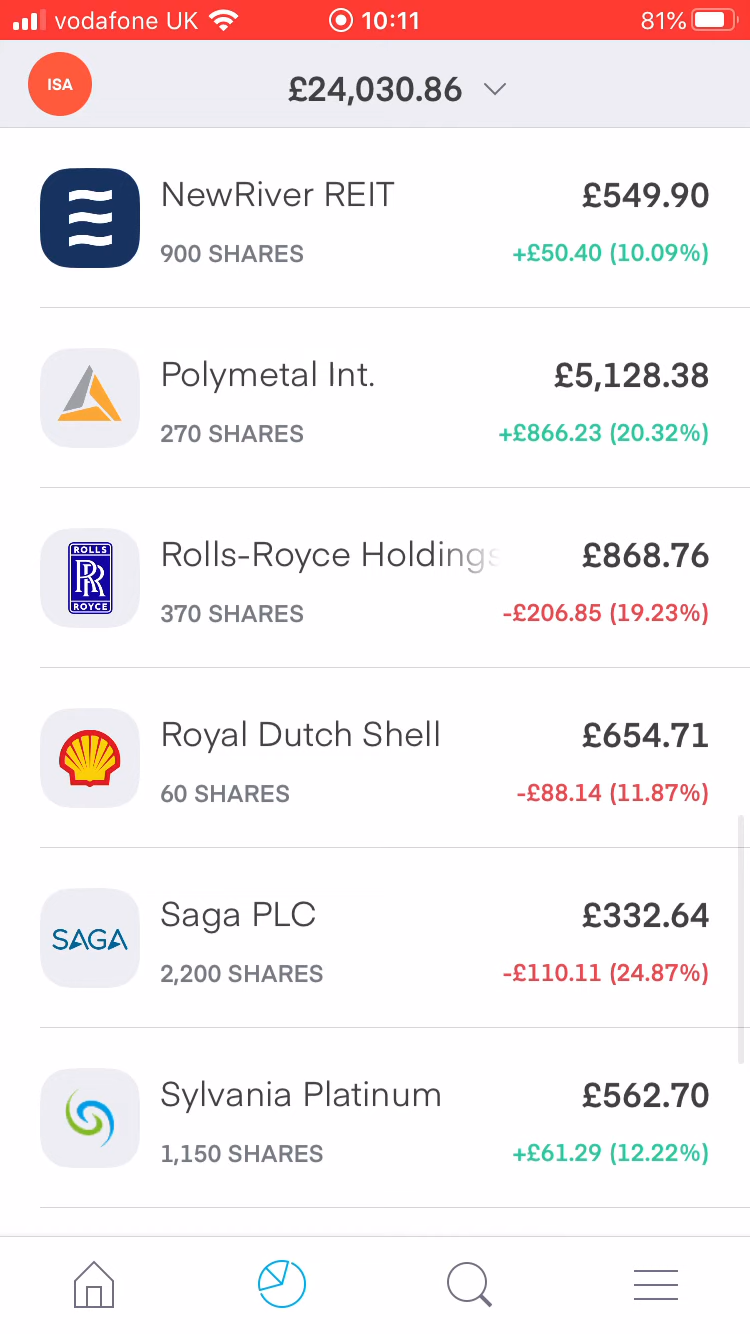 vodafone UK 10:11 81%
ISA £24,030.86
NewRiver REIT £549.90
900 SHARES +£50.40 (10.09%)
Polymetal Int. £5,128.38
270 SHARES +£866.23 (20.32%)
ROLLS
RR
ROYCE
Rolls-Royce Holdings £868.76
370 SHARES -£206.85 (19.23%)
Royal Dutch Shell £654.71
60 SHARES -£88.14 (11.87%)
SAGA
Saga PLC £332.64
2,200 SHARES -£110.11 (24.87%)
Sylvania Platinum £562.70
1,150 SHARES +£61.29 (12.22%)